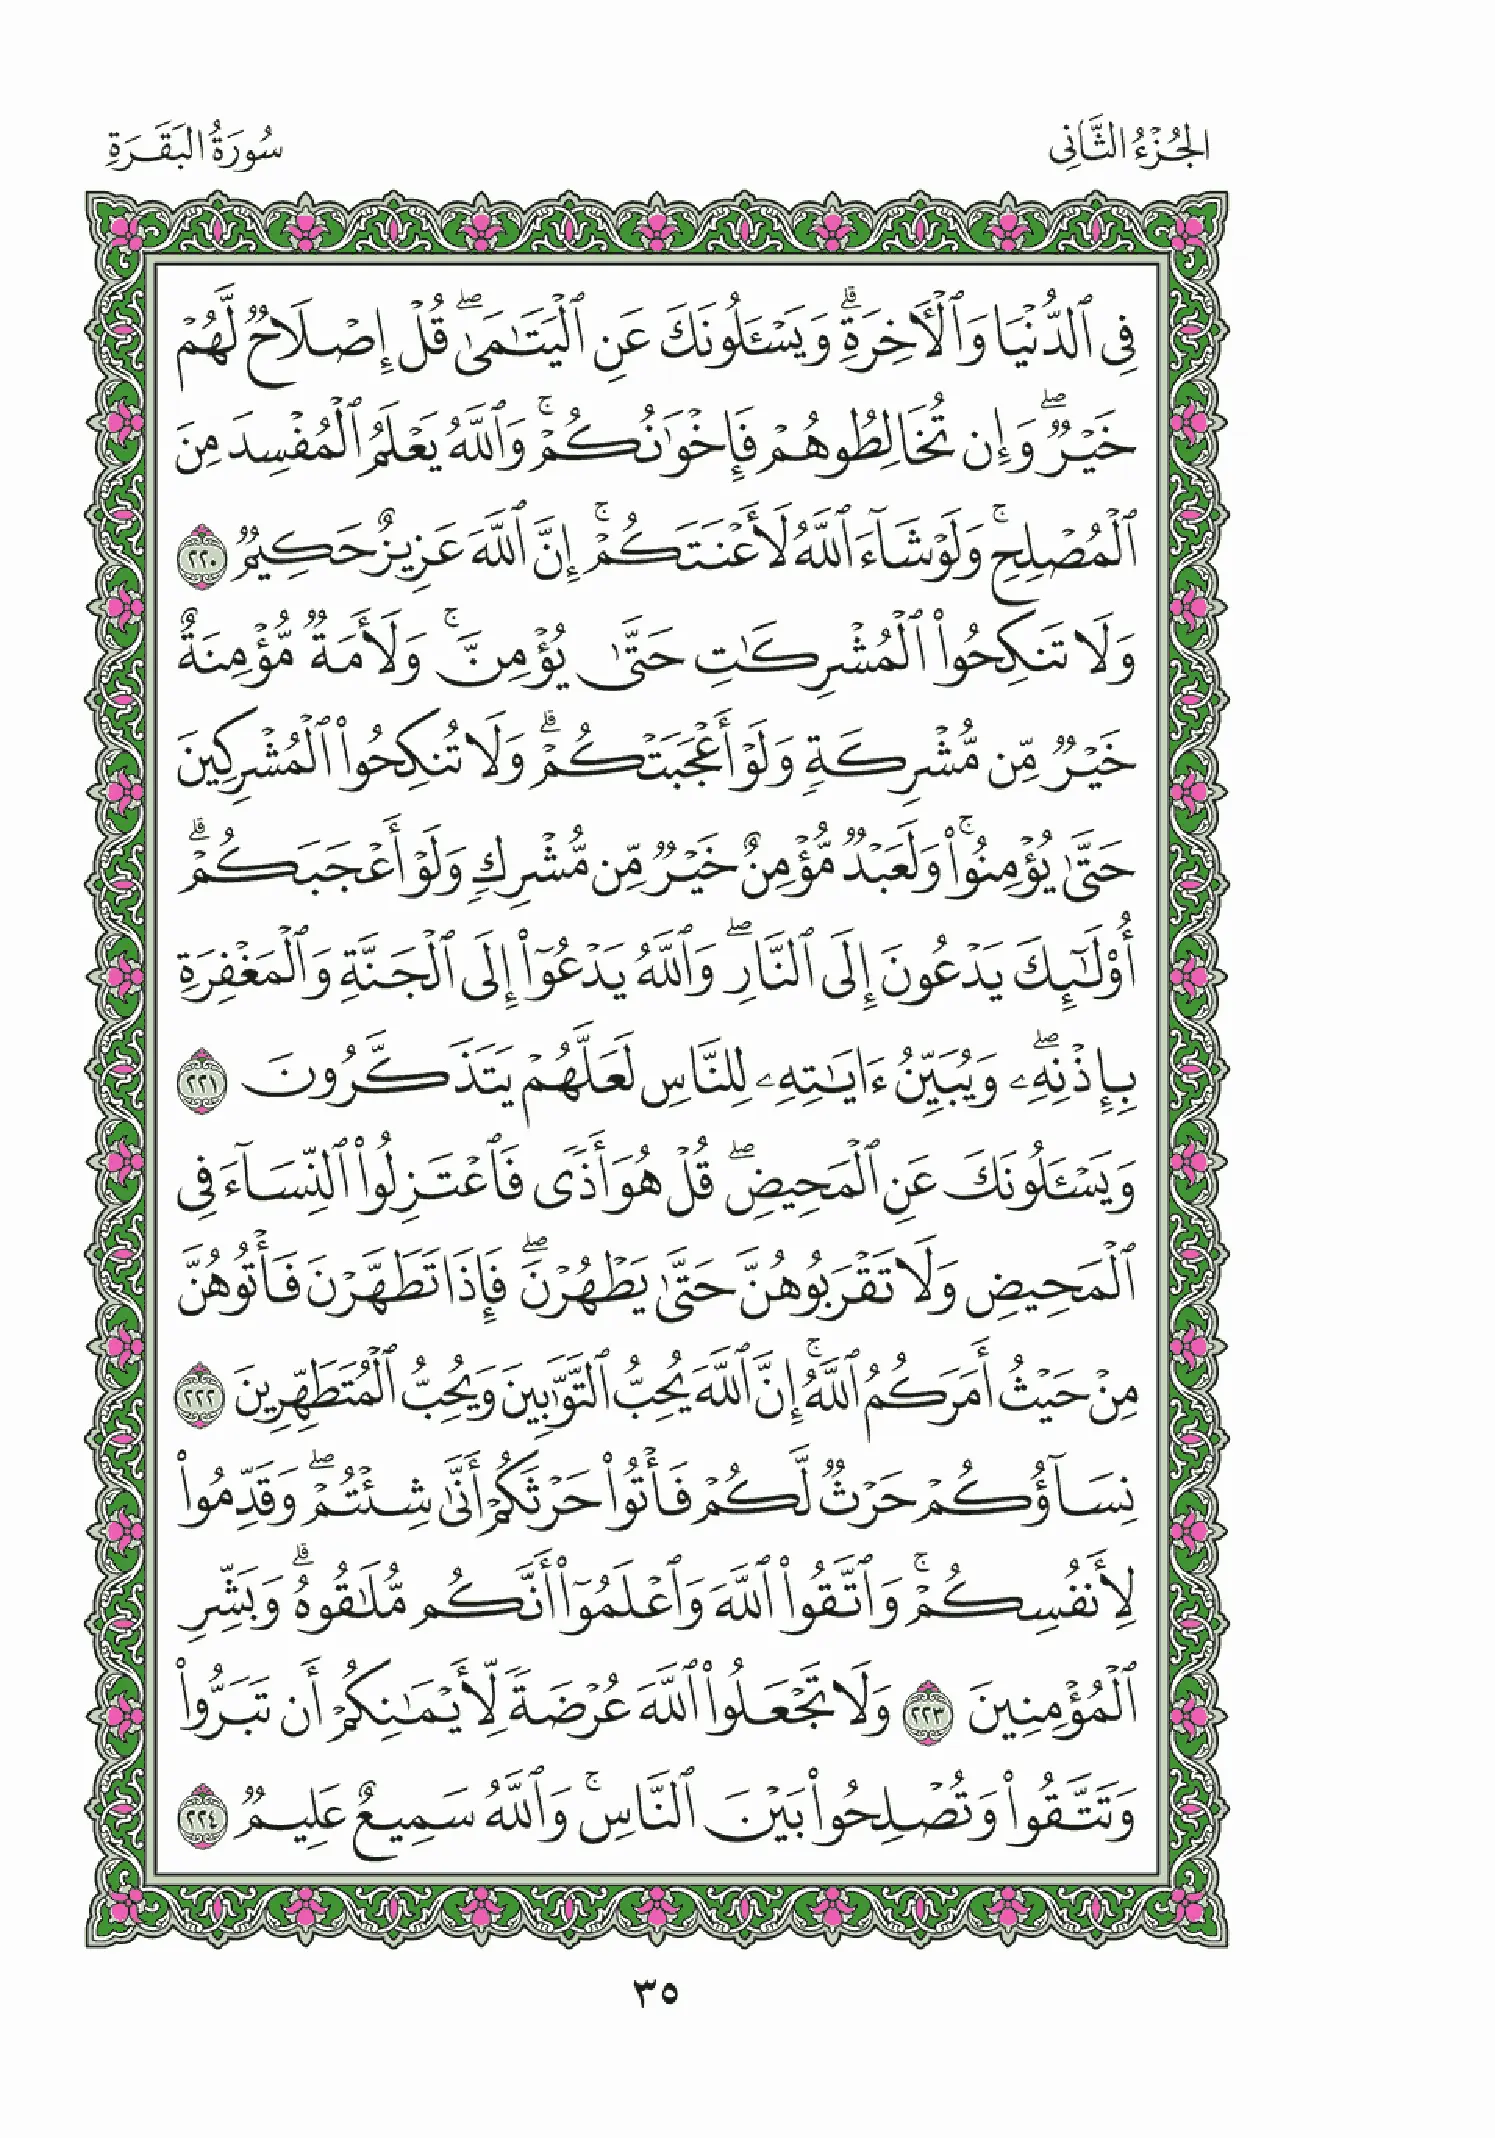 الجُزْءُ الثَّانِى
سُورَةُ البَقَرَةِ
فِى ٱلدُّنْيَا وَٱلْأَخِرَةِۗ وَيَسْـَٔلُونَكَ عَنِ ٱلْيَتَـٰمَىٰۖ قُلْ إِصْلَاحٌ لَّهُمْ
خَيْرٌۖ وَإِن تُخَالِطُوهُمْ فَإِخْوَٰنُكُمْۚ وَٱللَّهُ يَعْلَمُ ٱلْمُفْسِدَ مِنَ
ٱلْمُصْلِحِۚ وَلَوْ شَآءَ ٱللَّهُ لَأَعْنَتَكُمْۚ إِنَّ ٱللَّهَ عَزِيزٌ حَكِيمٌ ٢٢٠
وَلَا تَنكِحُوا۟ ٱلْمُشْرِكَـٰتِ حَتَّىٰ يُؤْمِنَّۚ وَلَأَمَةٌ مُّؤْمِنَةٌ
خَيْرٌ مِّن مُّشْرِكَةٍ وَلَوْ أَعْجَبَتْكُمْۗ وَلَا تُنكِحُوا۟ ٱلْمُشْرِكِينَ
حَتَّىٰ يُؤْمِنُوا۟ۚ وَلَعَبْدٌ مُّؤْمِنٌ خَيْرٌ مِّن مُّشْرِكٍ وَلَوْ أَعْجَبَكُمْۗ
أُو۟لَـٰٓئِكَ يَدْعُونَ إِلَى ٱلنَّارِۖ وَٱللَّهُ يَدْعُوٓا۟ إِلَى ٱلْجَنَّةِ وَٱلْمَغْفِرَةِ
بِإِذْنِهِۦۖ وَيُبَيِّنُ ءَايَـٰتِهِۦ لِلنَّاسِ لَعَلَّهُمْ يَتَذَكَّرُونَ ٢٢١
وَيَسْـَٔلُونَكَ عَنِ ٱلْمَحِيضِۖ قُلْ هُوَ أَذًى فَٱعْتَزِلُوا۟ ٱلنِّسَآءَ فِى
ٱلْمَحِيضِ وَلَا تَقْرَبُوهُنَّ حَتَّىٰ يَطْهُرْنَۖ فَإِذَا تَطَهَّرْنَ فَأْتُوهُنَّ
مِنْ حَيْثُ أَمَرَكُمُ ٱللَّهُۚ إِنَّ ٱللَّهَ يُحِبُّ ٱلتَّوَّٰبِينَ وَيُحِبُّ ٱلْمُتَطَهِّرِينَ ٢٢٢
نِسَآؤُكُمْ حَرْثٌ لَّكُمْ فَأْتُوا۟ حَرْثَكُمْ أَنَّىٰ شِئْتُمْۖ وَقَدِّمُوا۟
لِأَنفُسِكُمْۚ وَٱتَّقُوا۟ ٱللَّهَ وَٱعْلَمُوٓا۟ أَنَّكُم مُّلَـٰقُوهُۗ وَبَشِّرِ
ٱلْمُؤْمِنِينَ ٢٢٣ وَلَا تَجْعَلُوا۟ ٱللَّهَ عُرْضَةً لِّأَيْمَـٰنِكُمْ أَن تَبَرُّوا۟
وَتَتَّقُوا۟ وَتُصْلِحُوا۟ بَيْنَ ٱلنَّاسِۚ وَٱللَّهُ سَمِيعٌ عَلِيمٌ ٢٢٤
٣٥